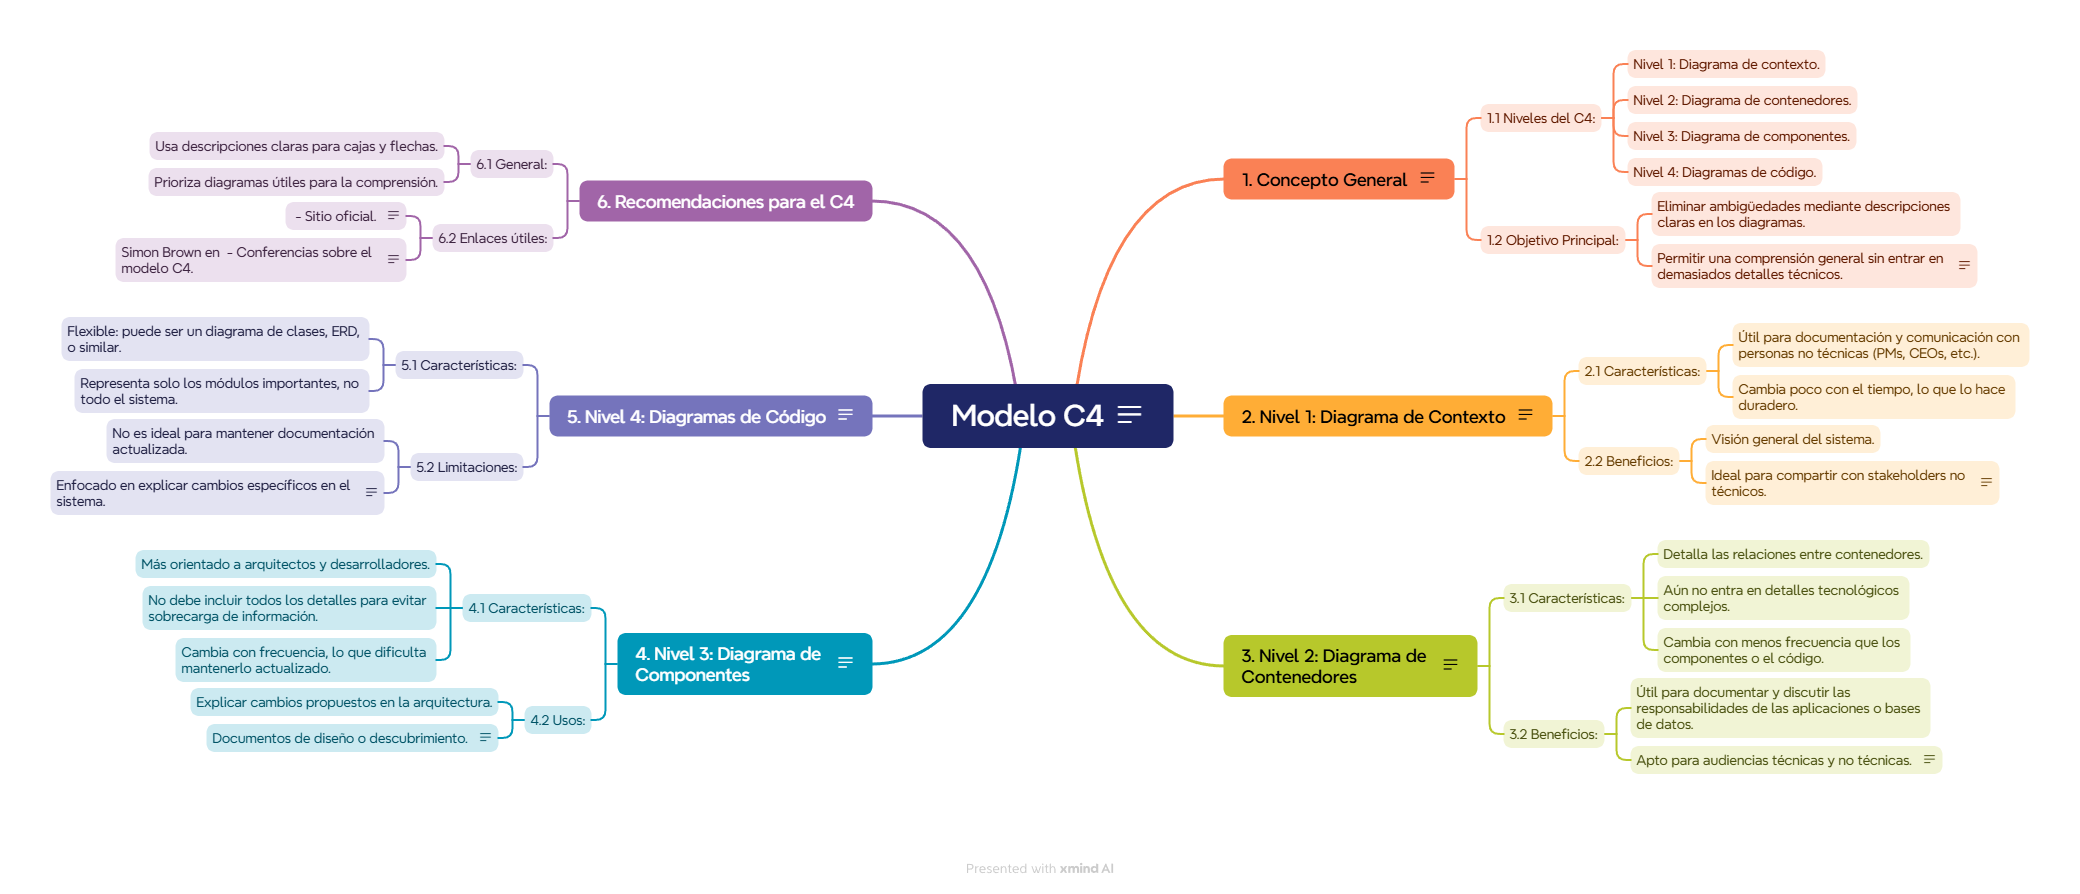 Modelo C4
1. Concepto General
1.1 Niveles del C4:
Nivel 1: Diagrama de contexto.
Nivel 2: Diagrama de contenedores.
Nivel 3: Diagrama de componentes.
Nivel 4: Diagramas de código.
1.2 Objetivo Principal:
Eliminar ambigüedades mediante descripciones
claras en los diagramas.
Permitir una comprensión general sin entrar en
demasiados detalles técnicos.
2. Nivel 1: Diagrama de Contexto
2.1 Características:
Útil para documentación y comunicación con
personas no técnicas (PMs, CEOs, etc.).
Cambia poco con el tiempo, lo que lo hace
duradero.
2.2 Beneficios:
Visión general del sistema.
Ideal para compartir con stakeholders no
técnicos.
3. Nivel 2: Diagrama de
Contenedores
3.1 Características:
Detalla las relaciones entre contenedores.
Aún no entra en detalles tecnológicos
complejos.
Cambia con menos frecuencia que los
componentes o el código.
3.2 Beneficios:
Útil para documentar y discutir las
responsabilidades de las aplicaciones o bases
de datos.
Apto para audiencias técnicas y no técnicas.
4. Nivel 3: Diagrama de
Componentes
4.1 Características:
Más orientado a arquitectos y desarrolladores.
No debe incluir todos los detalles para evitar
sobrecarga de información.
Cambia con frecuencia, lo que dificulta
mantenerlo actualizado.
4.2 Usos:
Explicar cambios propuestos en la arquitectura.
Documentos de diseño o descubrimiento.
5. Nivel 4: Diagramas de Código
5.1 Características:
Flexible: puede ser un diagrama de clases, ERD,
o similar.
Representa solo los módulos importantes, no
todo el sistema.
5.2 Limitaciones:
No es ideal para mantener documentación
actualizada.
Enfocado en explicar cambios específicos en el
sistema.
6. Recomendaciones para el C4
6.1 General:
Usa descripciones claras para cajas y flechas.
Prioriza diagramas útiles para la comprensión.
6.2 Enlaces útiles:
- Sitio oficial.
Simon Brown en  - Conferencias sobre el
modelo C4.
Presented with xmind AI